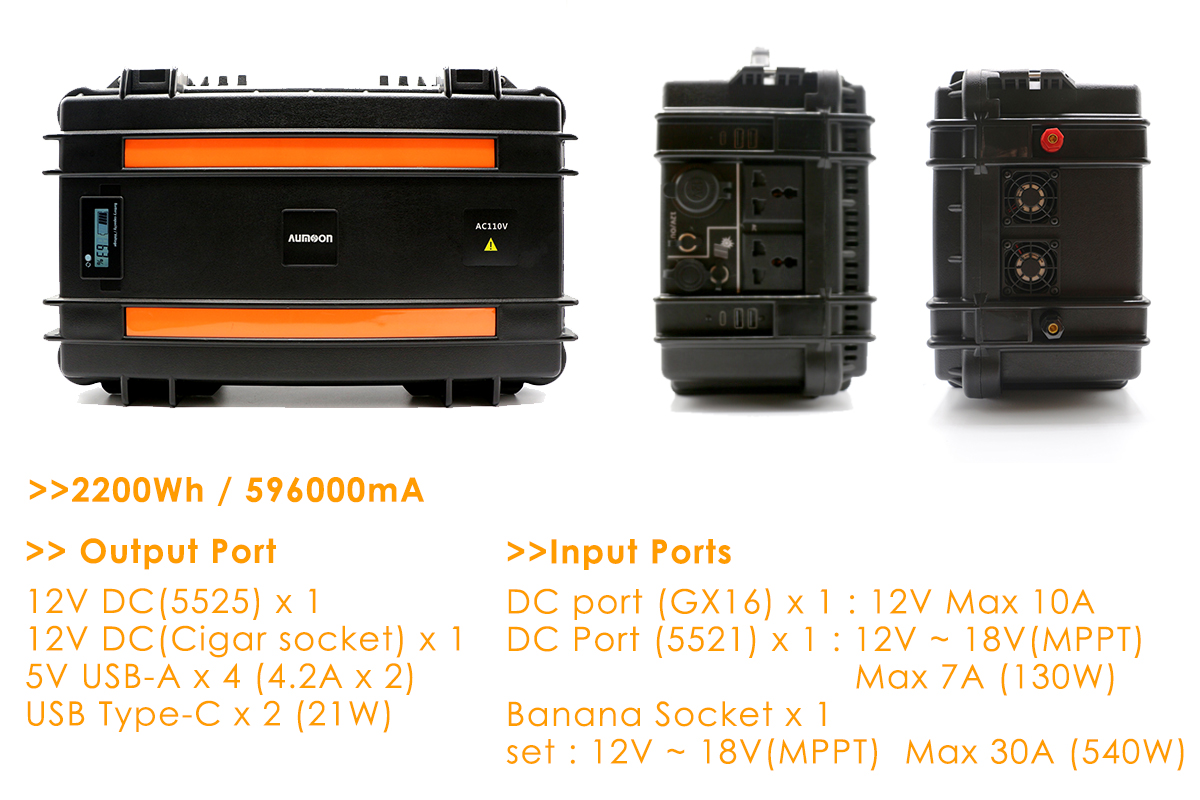 AUMOON
AC110V
12V/10A
>>2200Wh / 596000mA
>> Output Port
12V DC(5525) x 1
12V DC(Cigar socket) x 1
5V USB-A x 4 (4.2A x 2)
USB Type-C x 2 (21W)
>>Input Ports
DC port (GX16) x 1 : 12V Max 10A
DC Port (5521) x 1 : 12V ~ 18V(MPPT)
Max 7A (130W)
Banana Socket x 1
set : 12V ~ 18V(MPPT) Max 30A (540W)